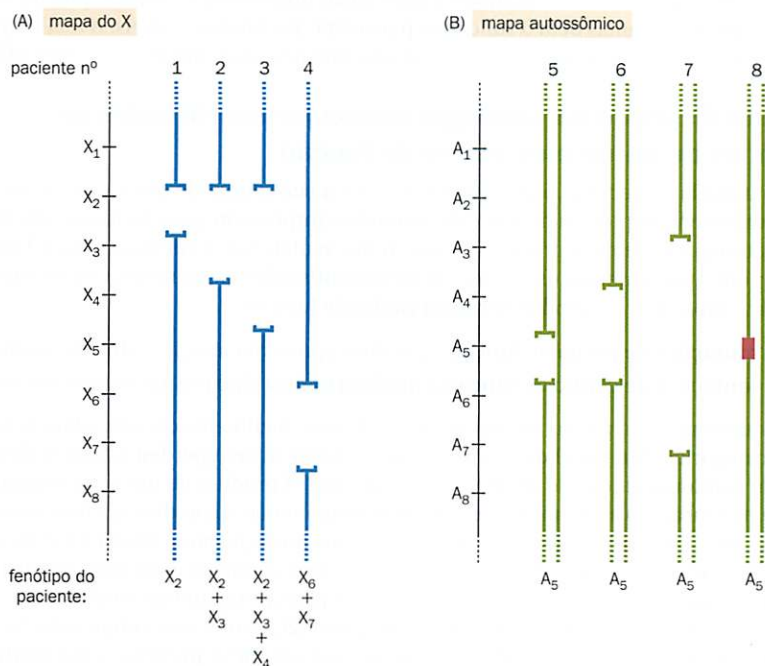 (A) mapa do X
paciente nº 1 2 3 4
X1
X2
X3
X4
X5
X6
X7
X8
fenótipo do
paciente:
X2
X2
+
X3
X2
+
X3
+
X4
X6
+
X7
(B) mapa autossômico
5 6 7 8
A1
A2
A3
A4
A5
A6
A7
A8
A5 A5 A5 A5